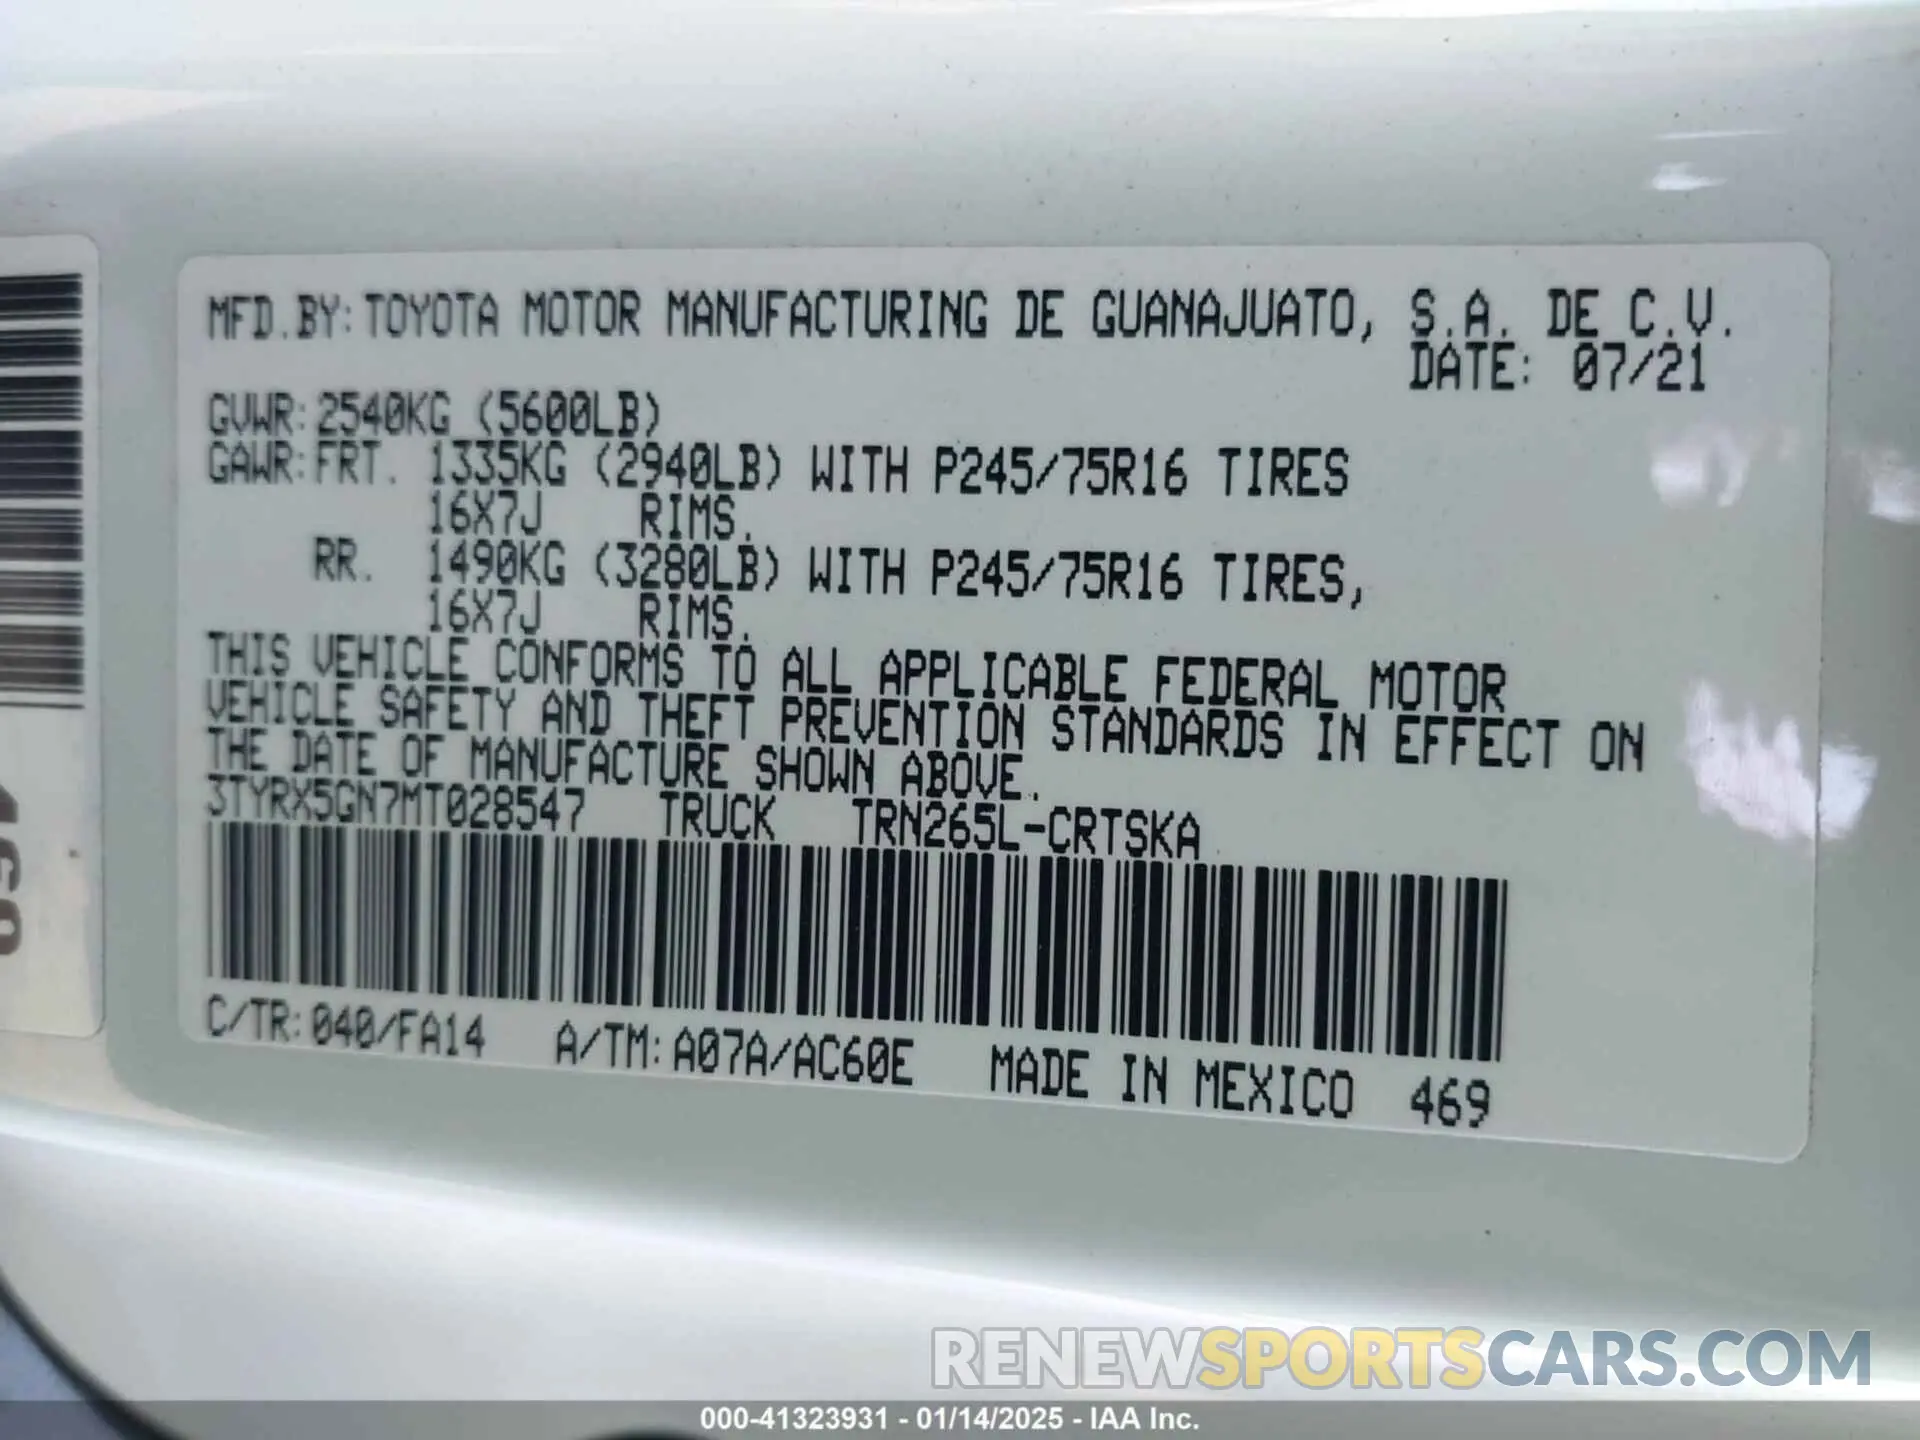 MFD.BY:TOYOTA MOTOR MANUFACTURING DE GUANAJUATO, S.A. DE C.V.
DATE: 07/21
GVWR:2540KG (5600LB)
GAWR:FRT. 1335KG (2940LB) WITH P245/75R16 TIRES
16X7J RIMS.
RR. 1490KG (3280LB) WITH P245/75R16 TIRES,
16X7J RIMS.
THIS VEHICLE CONFORMS TO ALL APPLICABLE FEDERAL MOTOR
VEHICLE SAFETY AND THEFT PREVENTION STANDARDS IN EFFECT ON
THE DATE OF MANUFACTURE SHOWN ABOVE.
3TYRX5GN7MT028547 TRUCK TRN265L-CRTSKA
C/TR:040/FA14 A/TM:A07A/AC60E MADE IN MEXICO 469
RENEWSPORTSCARS.COM
000-41323931 - 01/14/2025 - IAA Inc.